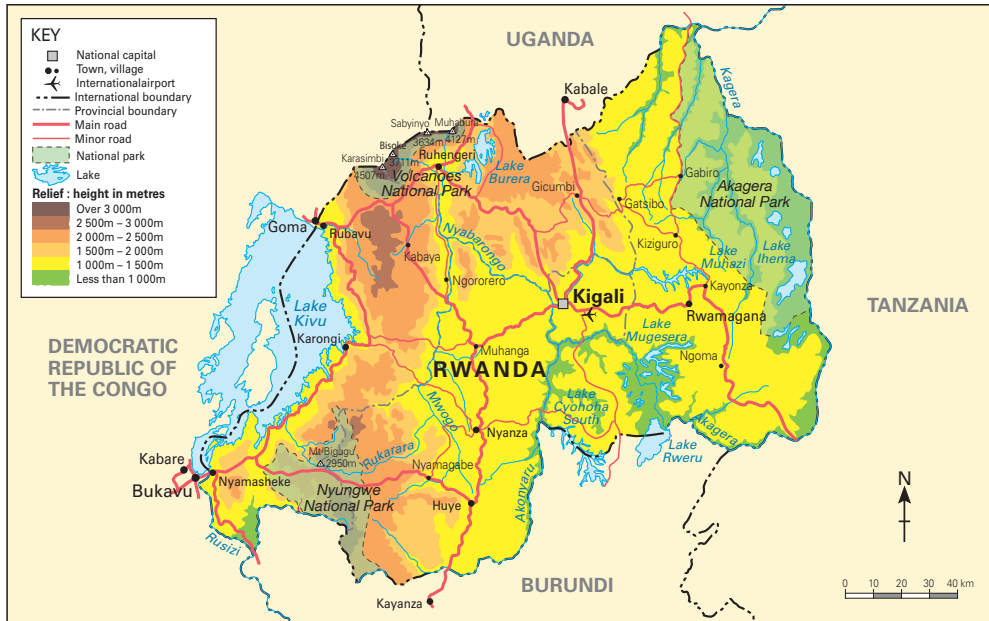 KEY
National capital
Town, village
Internationalairport
International boundary
Provincial boundary
Main road
Minor road
National park
Lake
Relief : height in metres
Over 3 000m
2 500m – 3 000m
2 000m – 2 500m
1 500m – 2 000m
1 000m – 1 500m
Less than 1 000m
UGANDA
Kabale
Kagera
Sabyinyo
Muhabura
3634m
4127m
Bisoke
3711m
Karasimbi
4507m
Ruhengeri
Volcanoes
National Park
Lake
Burera
Gicumbi
Gabiro
Gatsibo
Akagera
National Park
Goma
Rubavu
Nyabarongo
Kabaya
Kiziguro
Lake
Muhazi
Lake
Ihema
Ngororero
Kayonza
Kigali
Rwamagana
TANZANIA
Lake
Kivu
Karongi
Lake
Mugesera
Muhanga
Ngoma
DEMOCRATIC
REPUBLIC OF
THE CONGO
RWANDA
Lake
Cyohoha
South
Mwogo
Akagera
Nyanza
Lake
Rweru
Rukarara
Mt Bigugu
2950m
Kabare
Bukavu
Nyamasheke
Nyamagabe
Nyungwe
National Park
Huye
Akonyaru
Rusizi
N
BURUNDI
Kayanza
0 10 20 30 40 km